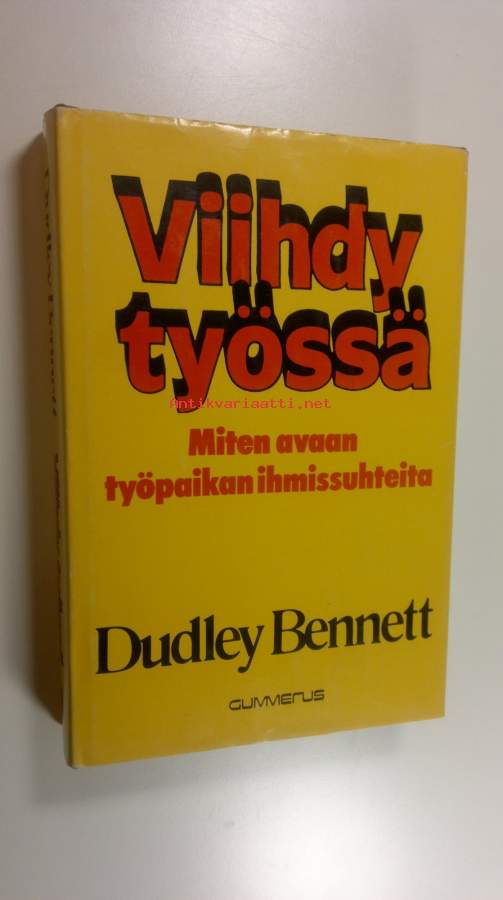 Viihdy
työssä
Antikvariaatti.net
Miten avaan
työpaikan ihmissuhteita
Dudley Bennett
GUMMERUS